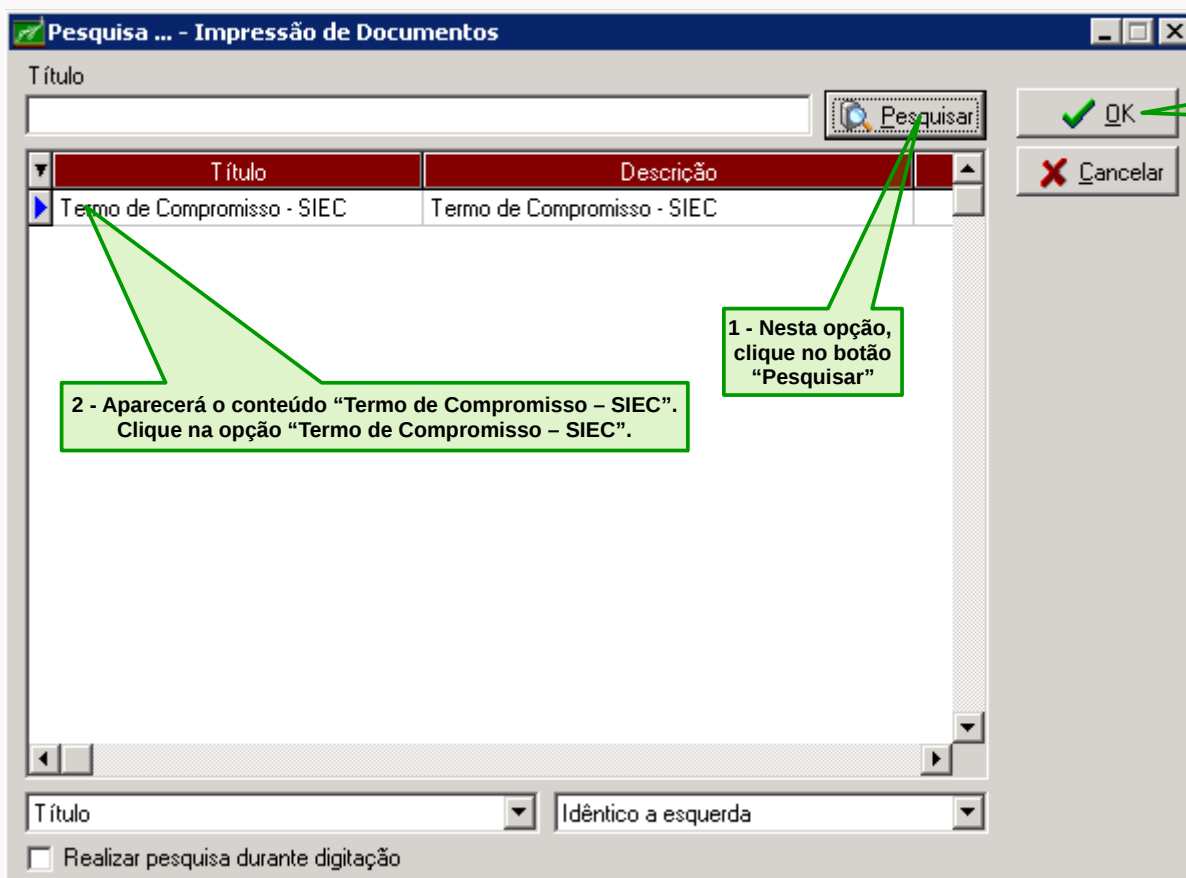 Pesquisa ... - Impressão de Documentos
Título
Pesquisar
OK
Cancelar
Título Descrição
Termo de Compromisso - SIEC Termo de Compromisso - SIEC
1 - Nesta opção,
clique no botão
“Pesquisar”
2 - Aparecerá o conteúdo “Termo de Compromisso – SIEC”.
Clique na opção “Termo de Compromisso – SIEC”.
Título Idêntico a esquerda
Realizar pesquisa durante digitação